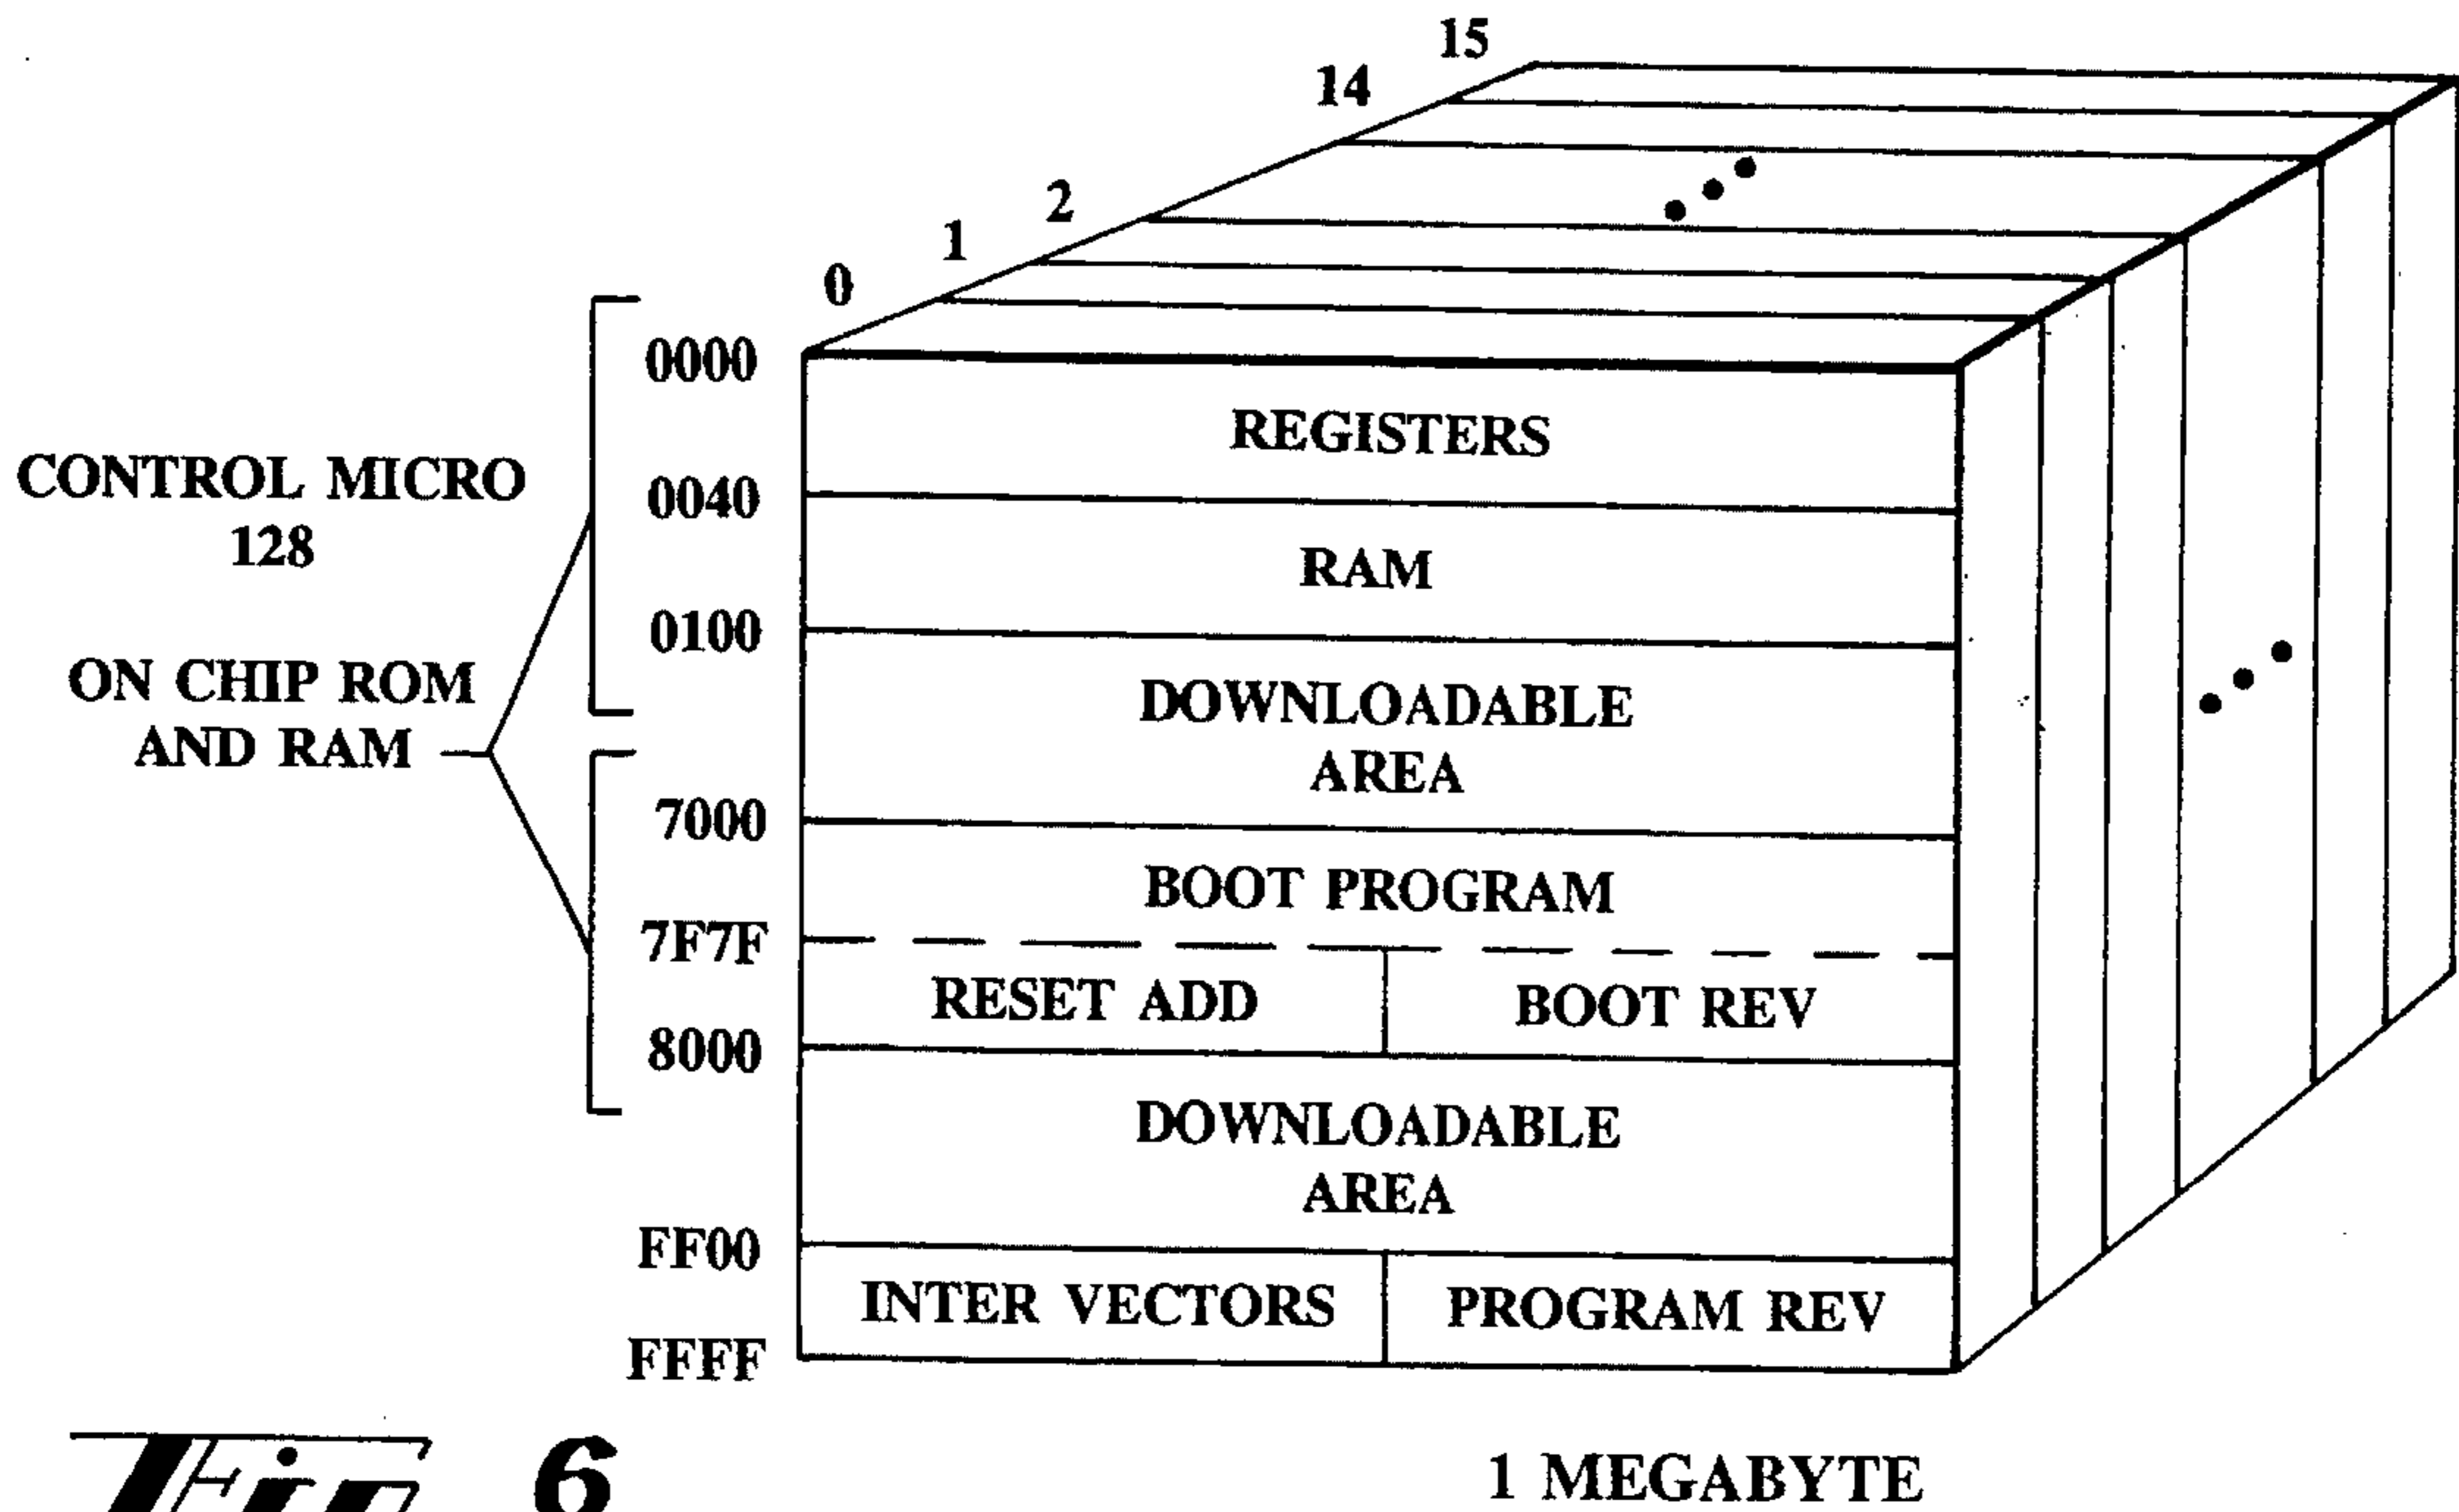 15
14
2
1
0
0000
REGISTERS
CONTROL MICRO
128
0040
RAM
0100
ON CHIP ROM
AND RAM
DOWNLOADABLE
AREA
7000
BOOT PROGRAM
7F7F
RESET ADD BOOT REV
8000
DOWNLOADABLE
AREA
FF00
INTER VECTORS PROGRAM REV
FFFF
Fig 6
1 MEGABYTE